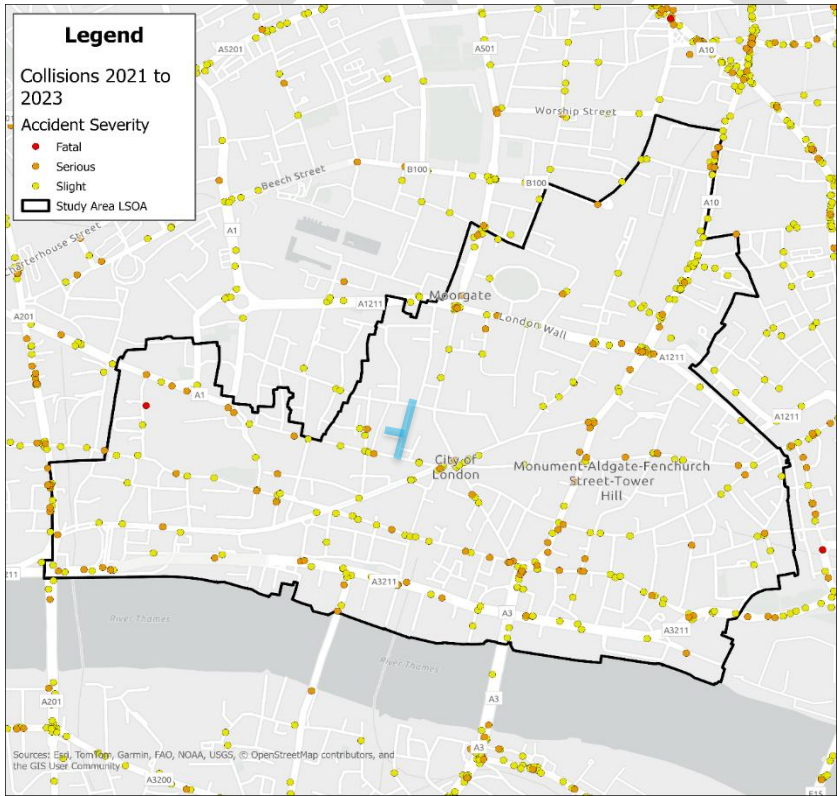 Legend
Collisions 2021 to
2023
Accident Severity
Fatal
Serious
Slight
Study Area LSOA
A5201
A501
A10
Worship Street
B100
Beech Street
B100
A10
A1
Charterhouse Street
A201
A1211
Moorgate
London Wall
A1211
A1
A1211
City of
London
Monument-Aldgate-Fenchurch
Street-Tower
Hill
A3211
A3
A3211
River Thames
River Thames
A201
A3
A3
Sources: Esri, TomTom, Garmin, FAO, NOAA, USGS, © OpenStreetMap contributors, and
the GIS User Community
A3200